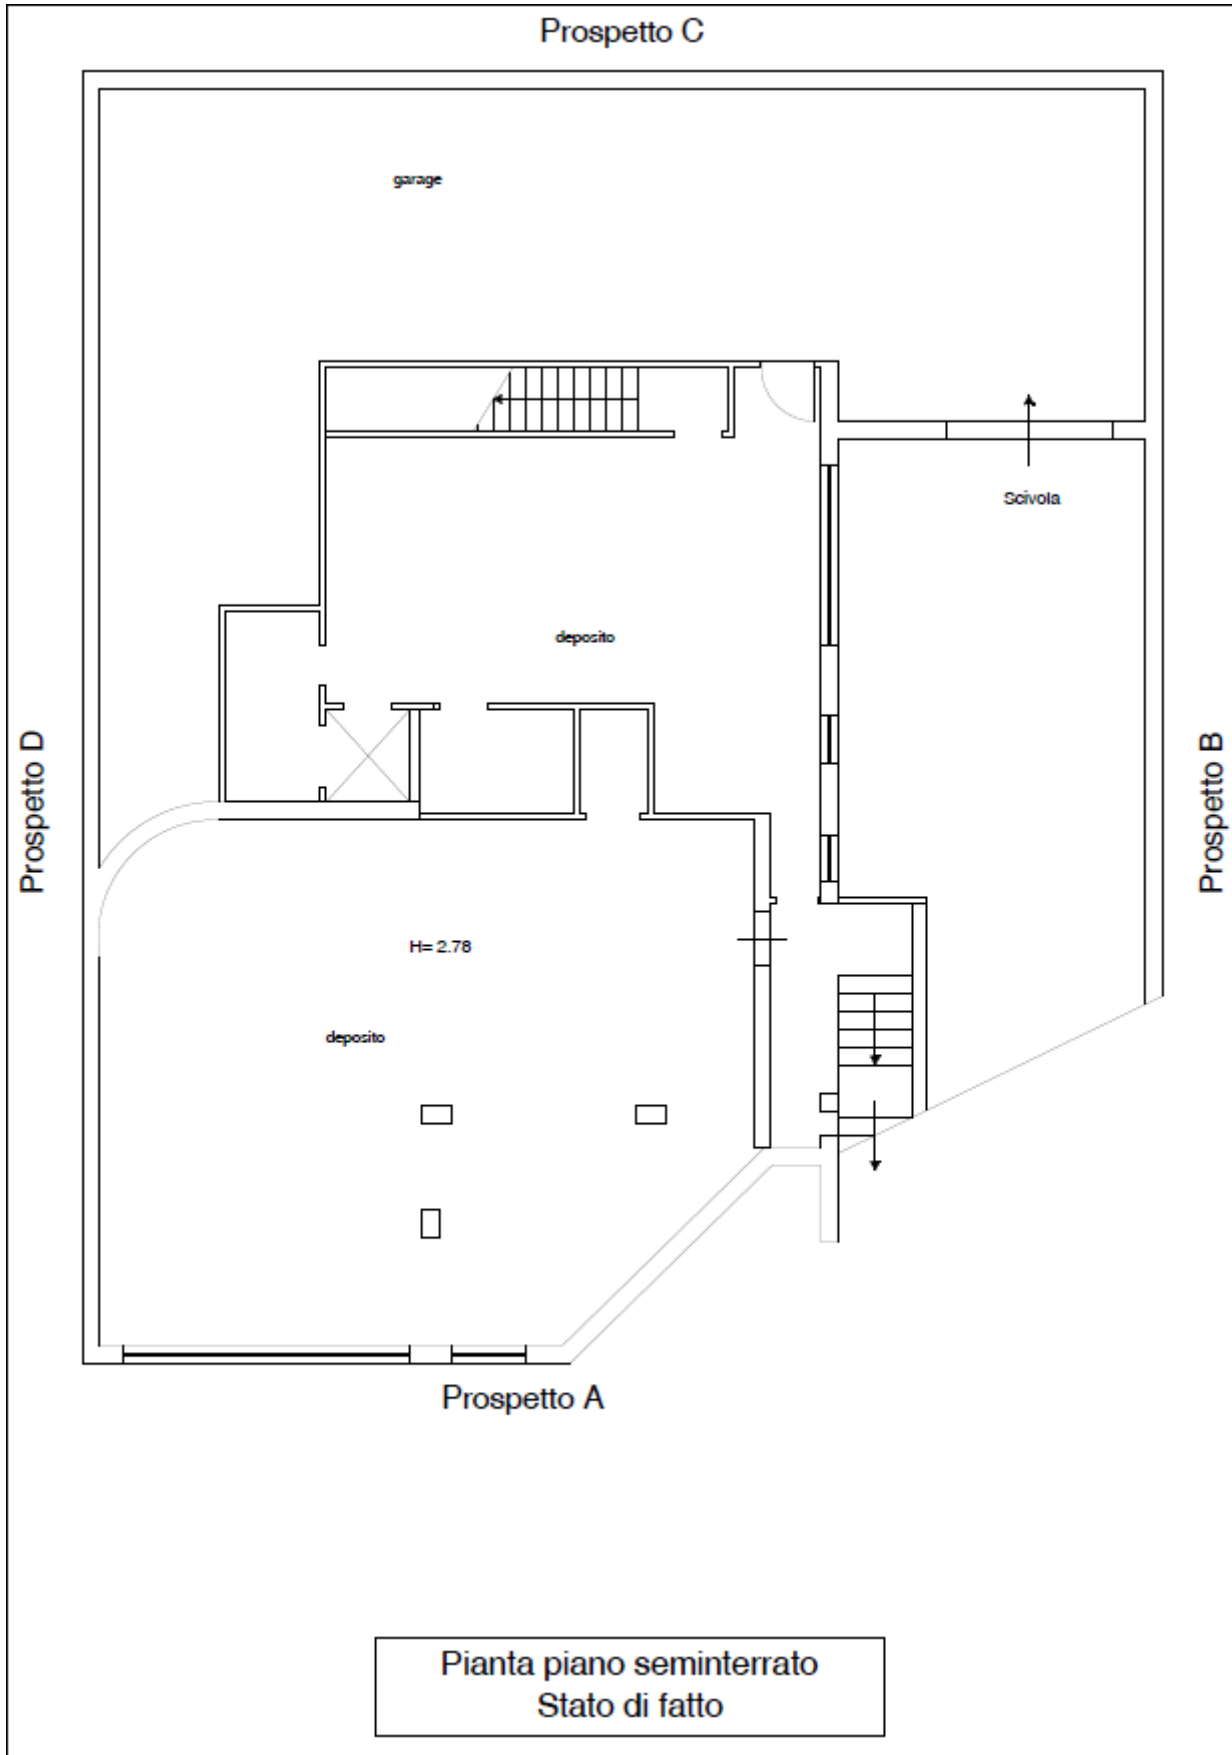 Prospetto C
garage
Scivola
deposito
Prospetto D
Prospetto B
H= 2.78
deposito
Prospetto A
Pianta piano seminterrato
Stato di fatto